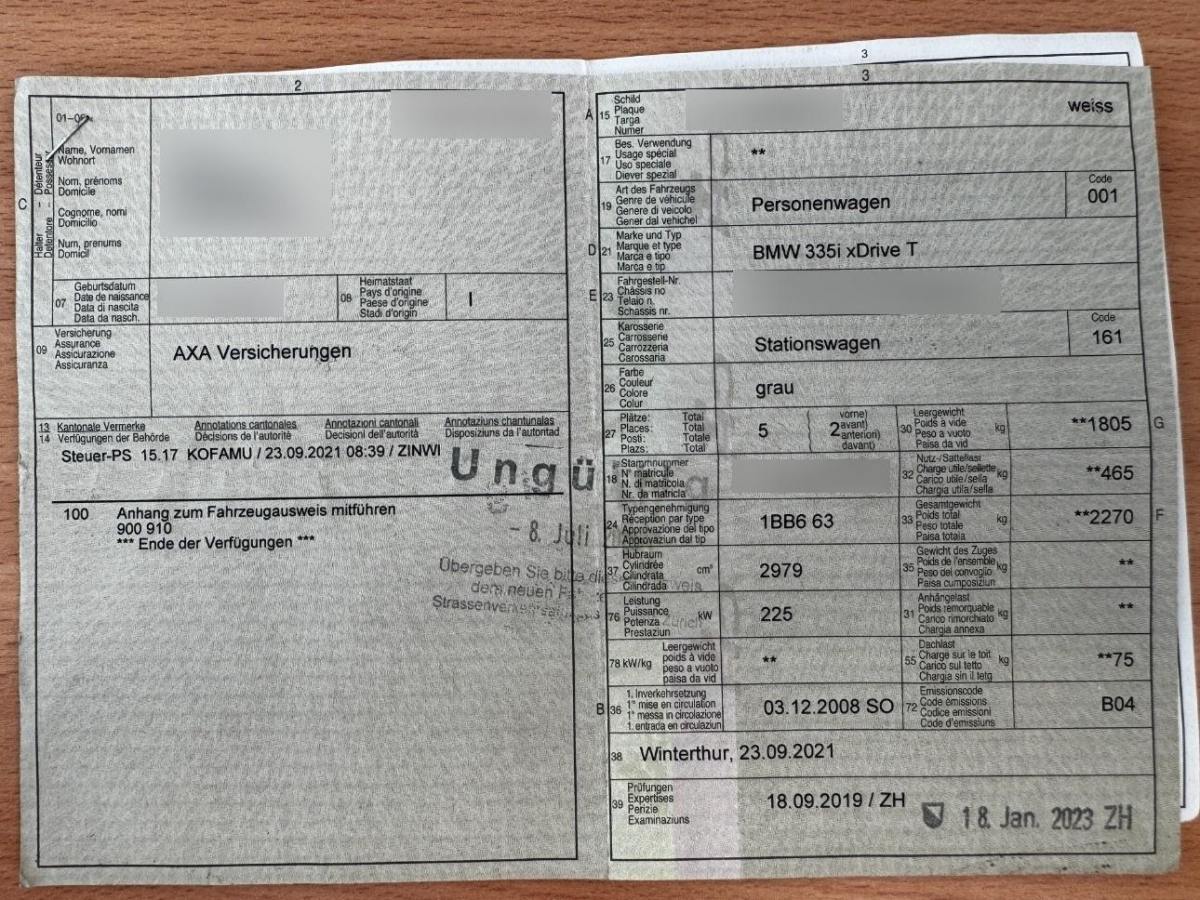 2
01-06
C
Halter - Détenteur
Detentore - Possessur
Name, Vornamen
Wohnort
Nom, prénoms
Domicile
Cognome, nomi
Domicilio
Num, prenums
Domicil
07
Geburtsdatum
Date de naissance
Data di nascita
Data da nasch.
08
Heimatstaat
Pays d'origine
Paese d'origine
Stadi d'origin
I
09
Versicherung
Assurance
Assicurazione
Assicuranza
AXA Versicherungen
13 Kantonale Vermerke Annotations cantonales Annotazioni cantonali Annotaziuns chantunalas
14 Verfügungen der Behörde Décisions de l'autorité Decisioni dell'autorità Disposiziuns da l'autoritad
Steuer-PS 15.17 KOFAMU / 23.09.2021 08:39 / ZINWI
Ungü
100 Anhang zum Fahrzeugausweis mitführen
900 910
*** Ende der Verfügungen ***
- 8. Juli
Übergeben Sie bitte
dem neuen
3
3
A 15
Schild
Plaque
Targa
Numer
weiss
17
Bes. Verwendung
Usage spécial
Uso speciale
Diever spezial
**
19
Art des Fahrzeugs
Genre de véhicule
Genere di veicolo
Gener dal vehichel
Personenwagen
Code
001
D 21
Marke und Typ
Marque et type
Marca e tipo
Marca e tip
BMW 335i xDrive T
E 23
Fahrgestell-Nr.
Châssis no
Telaio n.
Schassis nr.
25
Karosserie
Carrosserie
Carrozzeria
Carossaria
Stationswagen
Code
161
26
Farbe
Couleur
Colore
Colur
grau
27
Plätze: Total
Places: Total
Posti: Totale
Plazs: Total
5
2
vorne)
avant)
anteriori)
davant)
30
Leergewicht
Poids à vide
Peso a vuoto
Paisa da vid
kg
**1805
G
18
Stammnummer
N° matricule
N. di matricola
Nr. da matricla
32
Nutz-/Sattellast
Charge utile/sellette
Carico utile/sella
Chargia utila/sella
kg
**465
24
Typengenehmigung
Réception par type
Approvazione del tipo
Approvaziun dal tip
1BB6 63
33
Gesamtgewicht
Poids total
Peso totale
Paisa totala
kg
**2270
F
37
Hubraum
Cylindrée
Cilindrata
Cilindrada
cm³
2979
35
Gewicht des Zuges
Poids de l'ensemble
Peso del convoglio
Paisa cumposiziun
kg
**
76
Leistung
Puissance
Potenza
Prestaziun
kW
225
Zürich
31
Anhängelast
Poids remorquable
Carico rimorchiato
Chargia annexa
kg
**
78 kW/kg
Leergewicht
poids à vide
peso a vuoto
paisa da vid
**
55
Dachlast
Charge sur le toit
Carico sul tetto
Chargia sin il tetg
kg
**75
B 36
1. Inverkehrsetzung
1° mise en circulation
1° messa in circolazione
1. entrada en circulaziun
03.12.2008 SO
72
Emissionscode
Code émissions
Codice emissioni
Code d'emissiuns
B04
38
Winterthur, 23.09.2021
39
Prüfungen
Expertises
Perizie
Examinaziuns
18.09.2019 / ZH
18. Jan. 2023 ZH